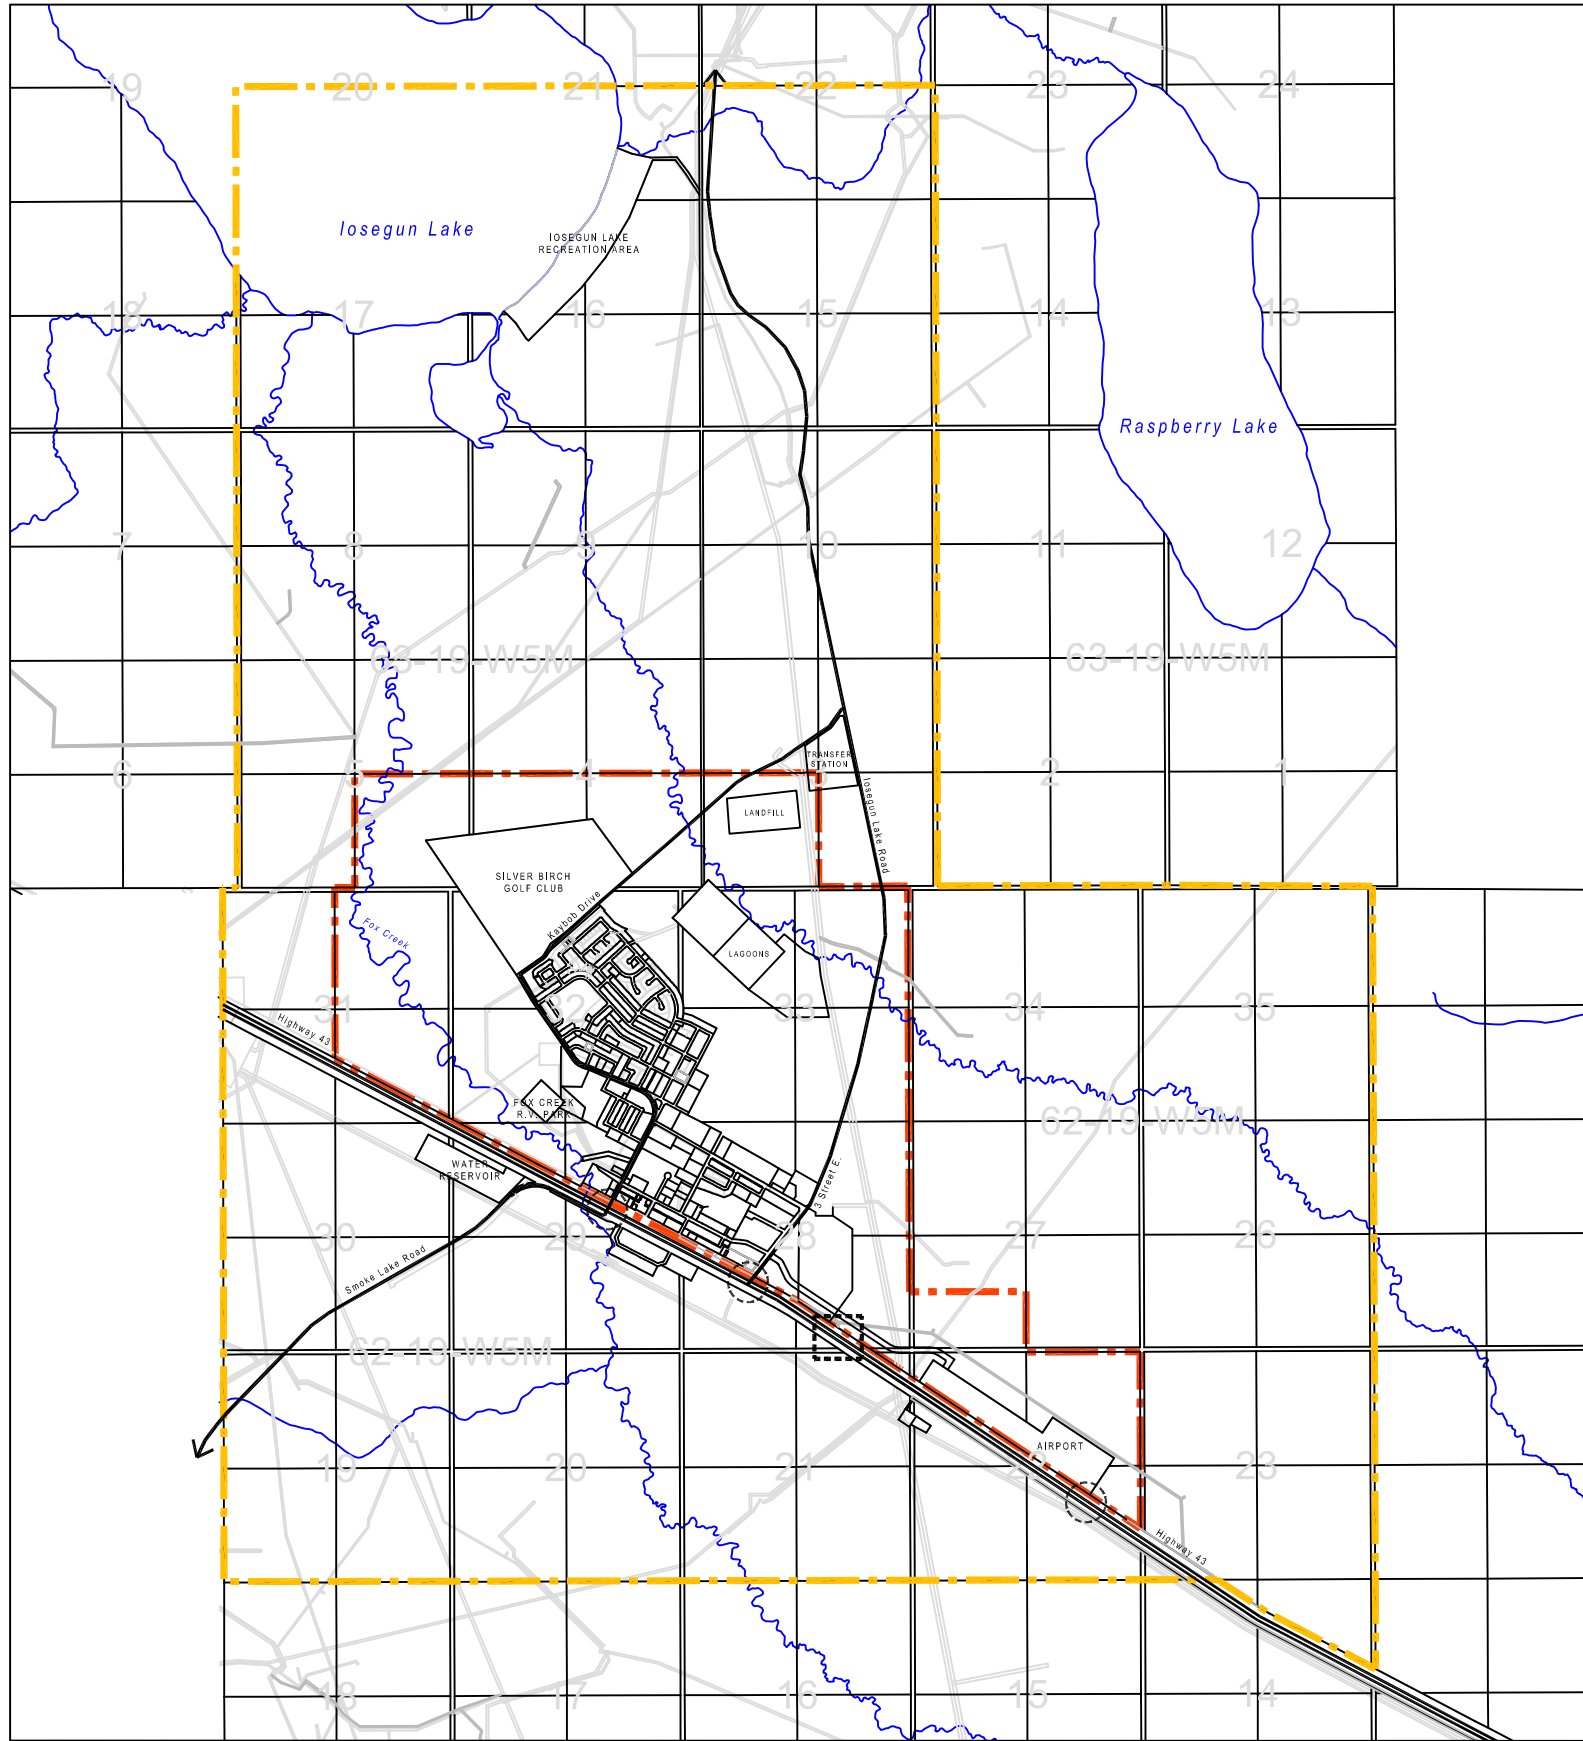 19
20
21
22
23
24
Iosegun Lake
IOSEGUN LAKE
RECREATION AREA
18
17
16
15
14
13
Raspberry Lake
7
8
9
10
11
12
63-19-W5M
63-19-W5M
TRANSFER
STATION
6
5
4
3
2
1
LANDFILL
Iosegun Lake Road
SILVER BIRCH
GOLF CLUB
Kaybob Drive
Fox Creek
LAGOONS
31
32
33
34
35
Highway 43
FOX CREEK
R.V. PARK
62-19-W5M
WATER
RESERVOIR
3 Street E.
30
29
28
27
26
Smoke Lake Road
62-19-W5M
AIRPORT
19
20
21
22
23
Highway 43
18
17
16
15
14